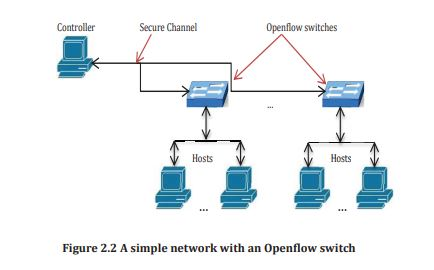 Controller
Secure Channel
Openflow switches
...
Hosts
Hosts
...
...
Figure 2.2 A simple network with an Openflow switch